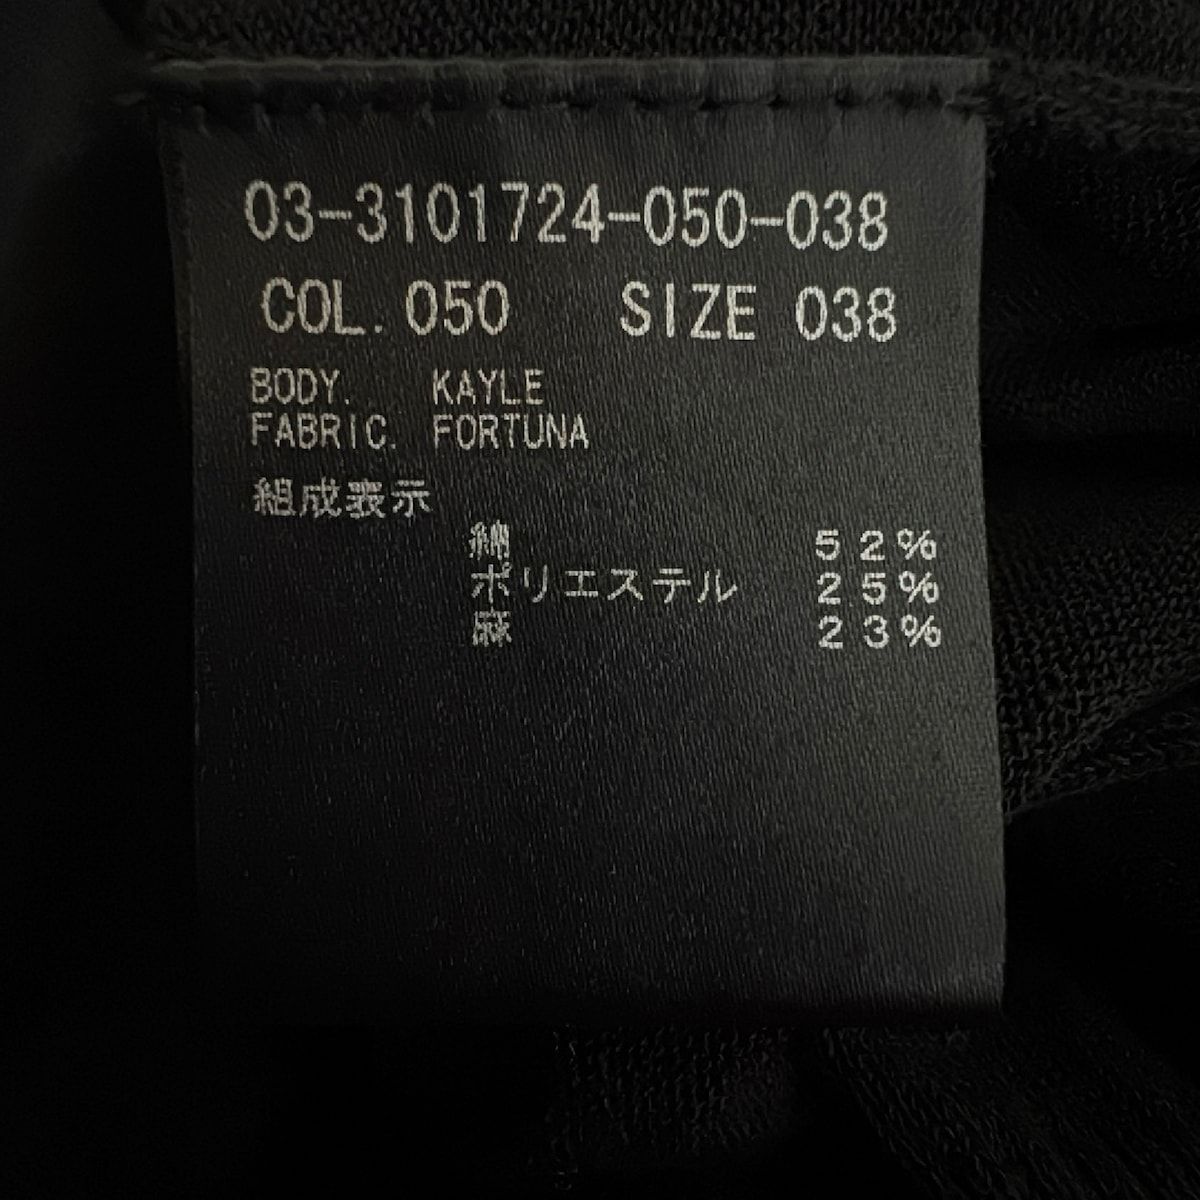 03-3101724-050-038
COL. 050 SIZE 038
BODY. KAYLE
FABRIC. FORTUNA
組成表示
綿 52%
ポリエステル 25%
麻 23%